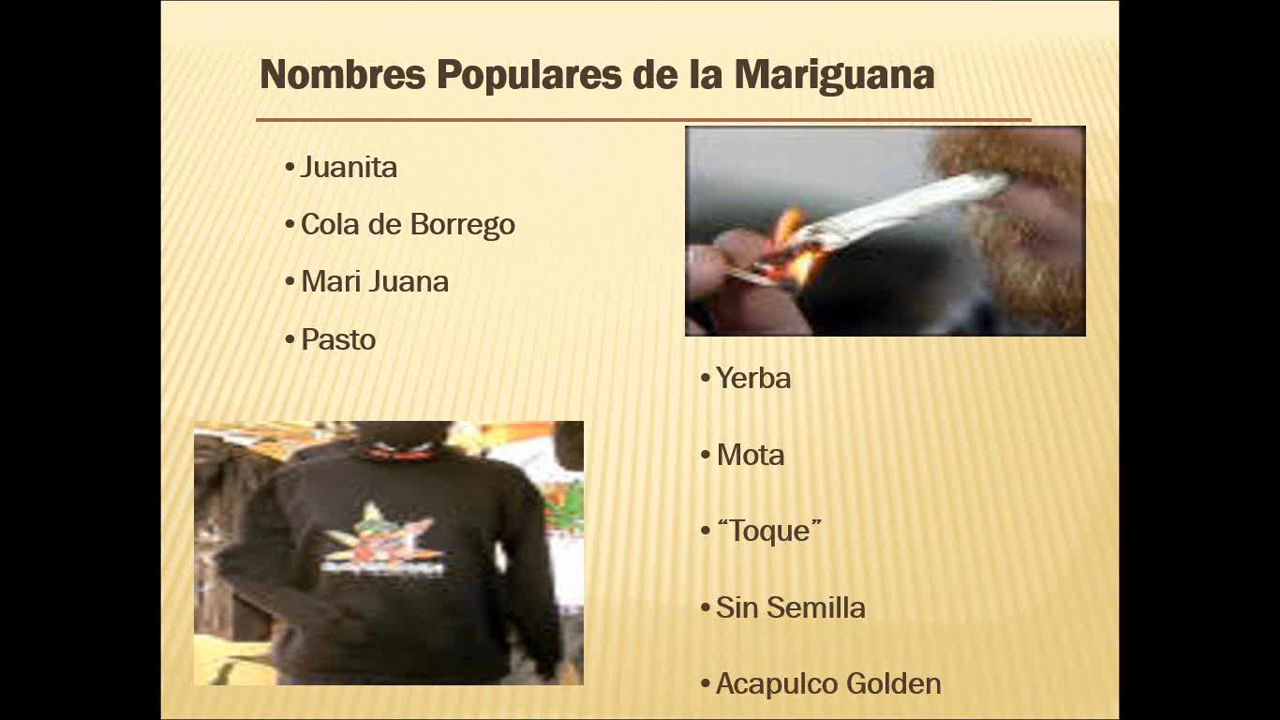 Nombres Populares de la Mariguana
• Juanita
• Cola de Borrego
• Mari Juana
• Pasto
• Yerba
• Mota
• “Toque”
• Sin Semilla
• Acapulco Golden